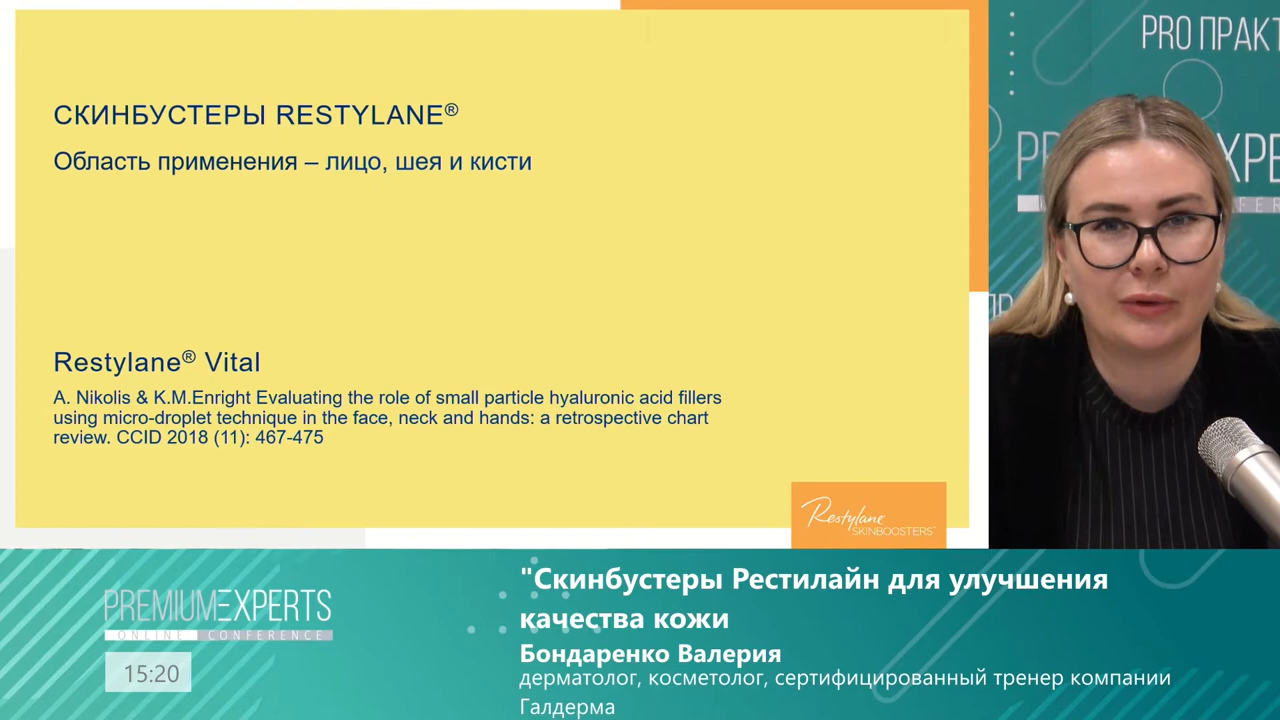 СКИНБУСТЕРЫ RESTYLANE®
Область применения – лицо, шея и кисти
Restylane® Vital
A. Nikolis & K.M.Enright Evaluating the role of small particle hyaluronic acid fillers
using micro-droplet technique in the face, neck and hands: a retrospective chart
review. CCID 2018 (11): 467-475
Restylane
SKINBOOSTERS™
PRO ПРАКТ
PREMIUMEXPERTS
ONLINE CONFERENCE
15:20
"Скинбустеры Рестилайн для улучшения
качества кожи
Бондаренко Валерия
дерматолог, косметолог, сертифицированный тренер компании
Галдерма